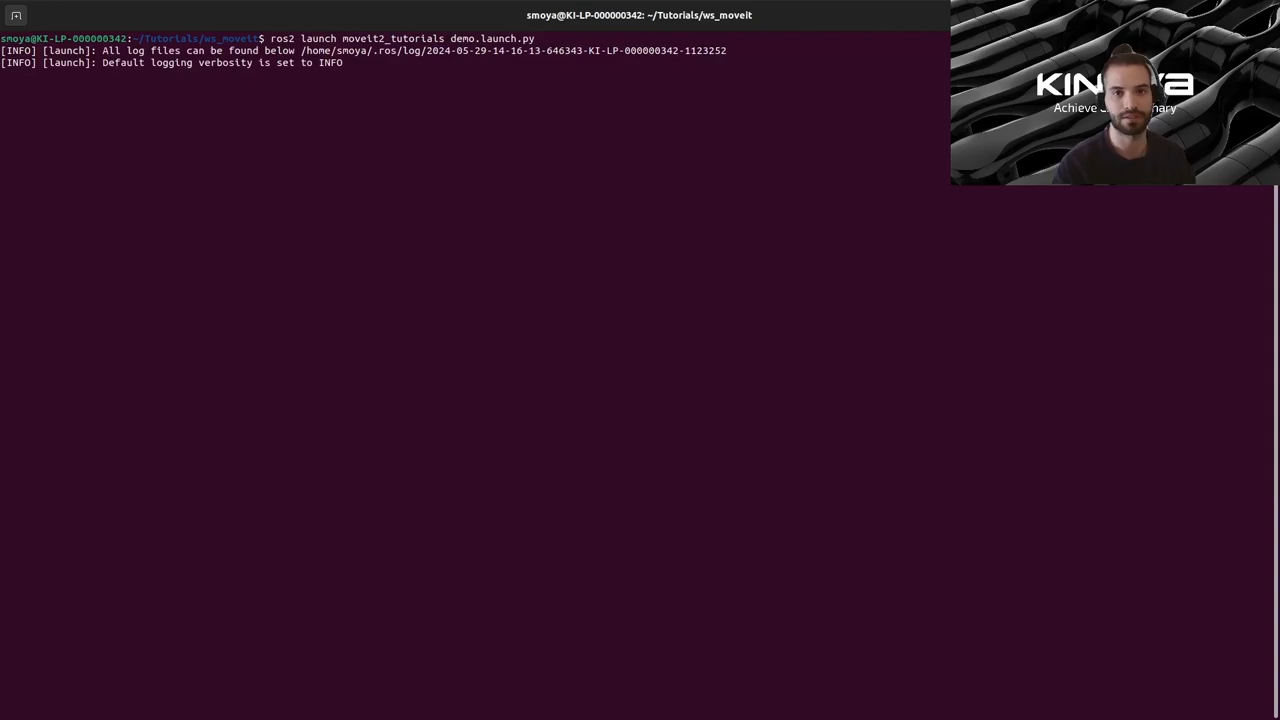 smoya@KI-LP-000000342: ~/Tutorials/ws_moveit
smoya@KI-LP-000000342:~/Tutorials/ws_moveit$ ros2 launch moveit2_tutorials demo.launch.py
[INFO] [launch]: All log files can be found below /home/smoya/.ros/log/2024-05-29-14-16-13-646343-KI-LP-000000342-1123252
[INFO] [launch]: Default logging verbosity is set to INFO
Achieve